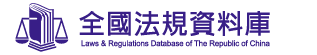 全國法規資料庫
Laws & Regulations Database of The Republic of China